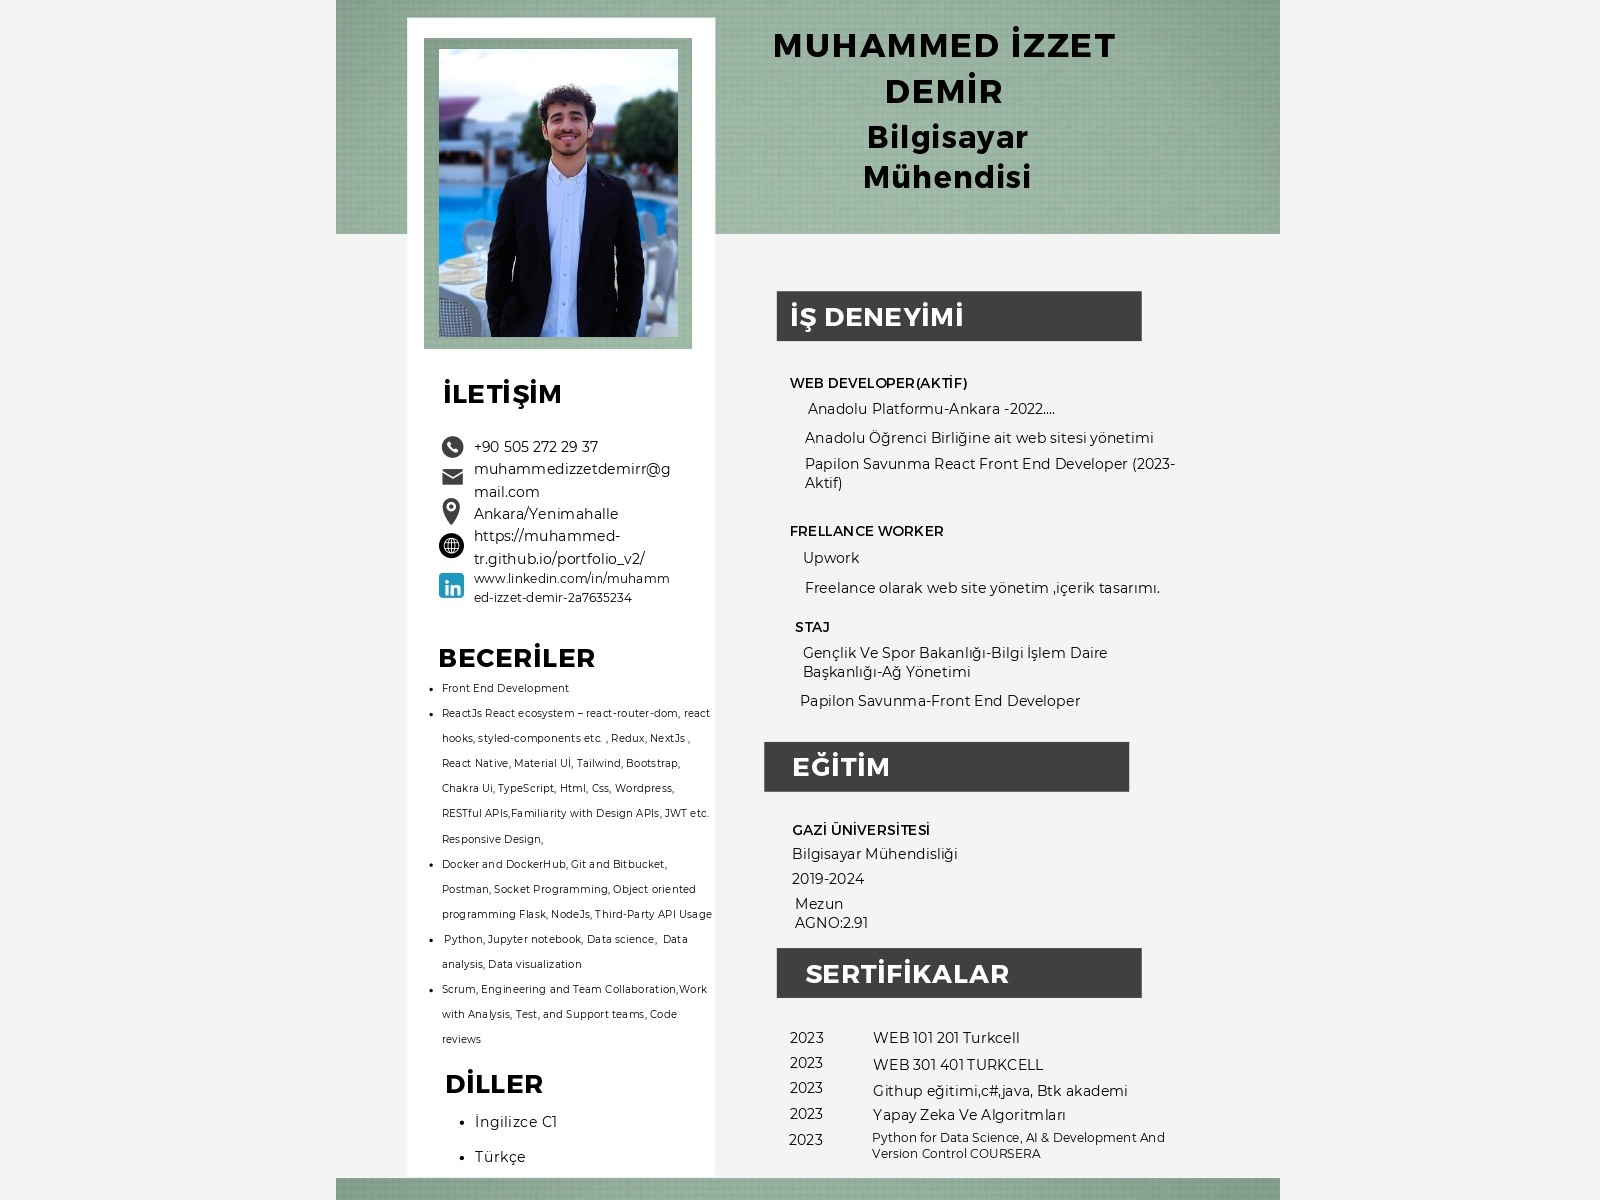 MUHAMMED İZZET
DEMİR
Bilgisayar
Mühendisi
İLETİŞİM
+90 505 272 29 37
muhammedizzetdemirr@g
mail.com
Ankara/Yenimahalle
https://muhammed-
tr.github.io/portfolio_v2/
www.linkedin.com/in/muhamm
ed-izzet-demir-2a7635234
BECERİLER
• Front End Development
• ReactJs React ecosystem – react-router-dom, react
hooks, styled-components etc. , Redux, NextJs ,
React Native, Material Uİ, Tailwind, Bootstrap,
Chakra Ui, TypeScript, Html, Css, Wordpress,
RESTful APIs,Familiarity with Design APIs, JWT etc.
Responsive Design,
• Docker and DockerHub, Git and Bitbucket,
Postman, Socket Programming, Object oriented
programming Flask, NodeJs, Third-Party API Usage
• Python, Jupyter notebook, Data science, Data
analysis, Data visualization
• Scrum, Engineering and Team Collaboration,Work
with Analysis, Test, and Support teams, Code
reviews
DİLLER
• İngilizce C1
• Türkçe
İŞ DENEYİMİ
WEB DEVELOPER(AKTİF)
Anadolu Platformu-Ankara -2022....
Anadolu Öğrenci Birliğine ait web sitesi yönetimi
Papilon Savunma React Front End Developer (2023-
Aktif)
FRELLANCE WORKER
Upwork
Freelance olarak web site yönetim ,içerik tasarımı.
STAJ
Gençlik Ve Spor Bakanlığı-Bilgi İşlem Daire
Başkanlığı-Ağ Yönetimi
Papilon Savunma-Front End Developer
EĞİTİM
GAZİ ÜNİVERSİTESİ
Bilgisayar Mühendisliği
2019-2024
Mezun
AGNO:2.91
SERTİFİKALAR
2023 WEB 101 201 Turkcell
2023 WEB 301 401 TURKCELL
2023 Githup eğitimi,c#,java, Btk akademi
2023 Yapay Zeka Ve Algoritmları
2023 Python for Data Science, AI & Development And
Version Control COURSERA
in